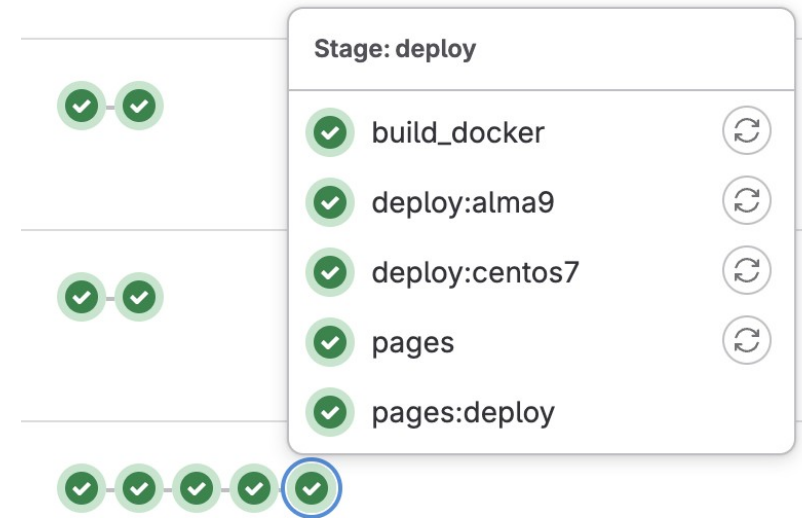 Stage: deploy
build_docker
deploy:alma9
deploy:centos7
pages
pages:deploy